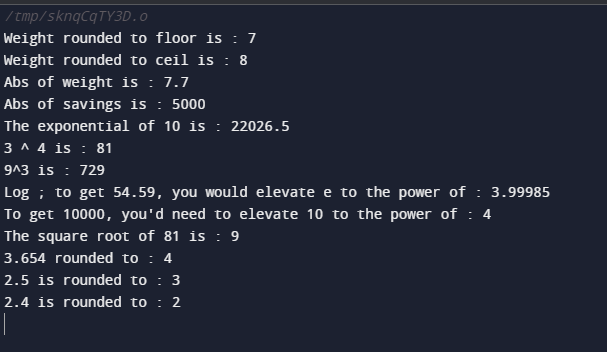 /tmp/sknqCqTY3D.o
Weight rounded to floor is : 7
Weight rounded to ceil is : 8
Abs of weight is : 7.7
Abs of savings is : 5000
The exponential of 10 is : 22026.5
3 ^ 4 is : 81
9^3 is : 729
Log ; to get 54.59, you would elevate e to the power of : 3.99985
To get 10000, you'd need to elevate 10 to the power of : 4
The square root of 81 is : 9
3.654 rounded to : 4
2.5 is rounded to : 3
2.4 is rounded to : 2